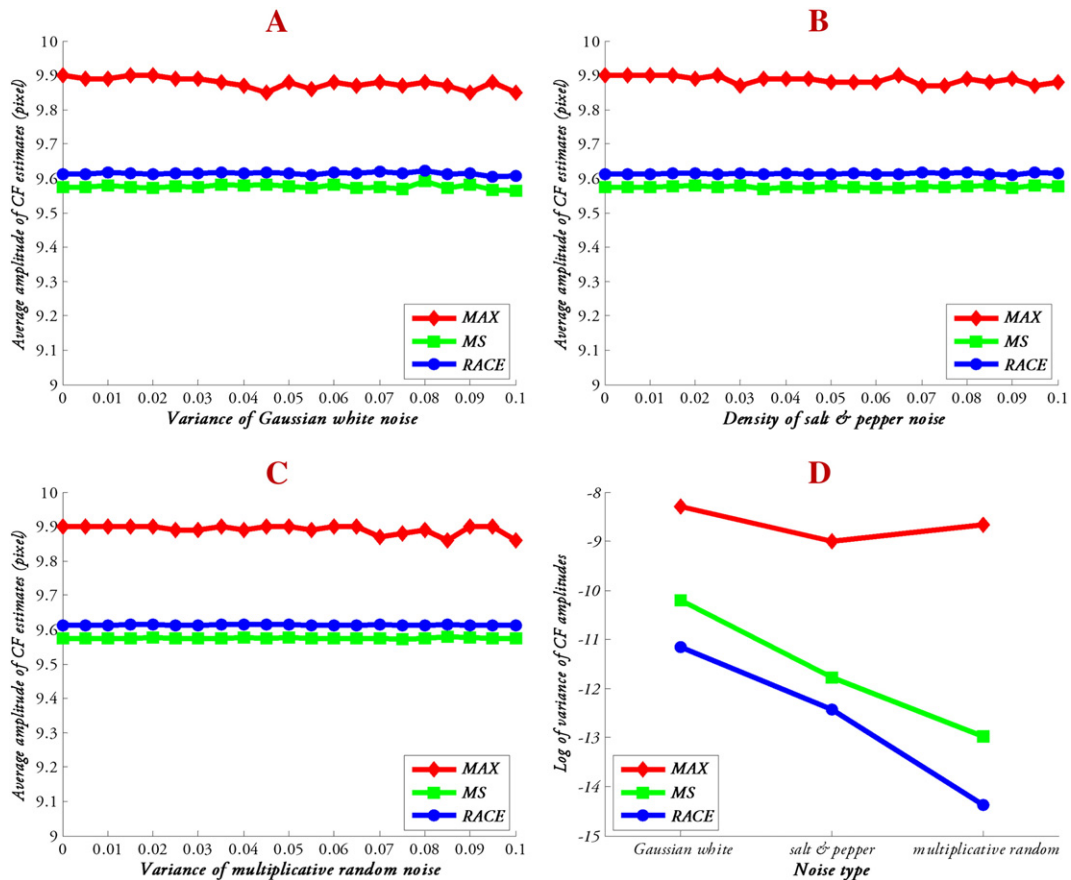 A
10
9.9
9.8
9.7
9.6
9.5
9.4
9.3
9.2
9.1
9
Average amplitude of CF estimates (pixel)
MAX
MS
RACE
0 0.01 0.02 0.03 0.04 0.05 0.06 0.07 0.08 0.09 0.1
Variance of Gaussian white noise
B
10
9.9
9.8
9.7
9.6
9.5
9.4
9.3
9.2
9.1
9
Average amplitude of CF estimates (pixel)
MAX
MS
RACE
0 0.01 0.02 0.03 0.04 0.05 0.06 0.07 0.08 0.09 0.1
Density of salt & pepper noise
C
10
9.9
9.8
9.7
9.6
9.5
9.4
9.3
9.2
9.1
9
Average amplitude of CF estimates (pixel)
MAX
MS
RACE
0 0.01 0.02 0.03 0.04 0.05 0.06 0.07 0.08 0.09 0.1
Variance of multiplicative random noise
D
-8
-9
-10
-11
-12
-13
-14
-15
Log of variance of CF amplitudes
MAX
MS
RACE
Gaussian white salt & pepper multiplicative random
Noise type